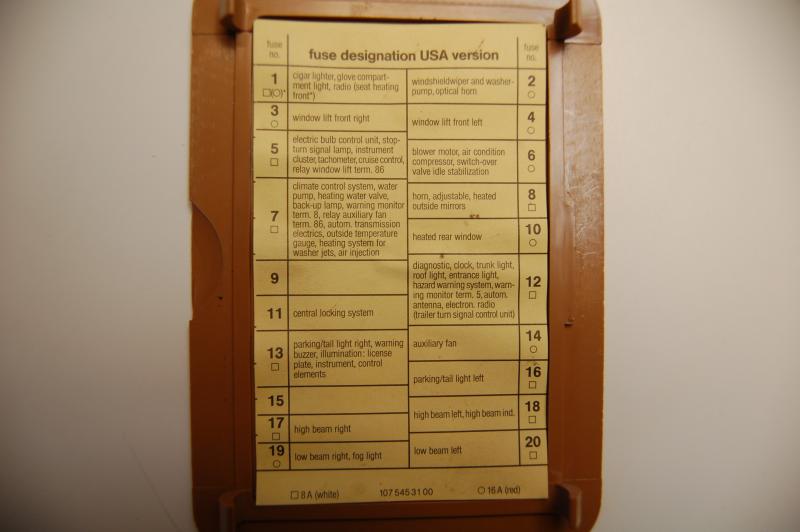 fuse no.
fuse designation USA version
fuse no.
1
□(○)*
cigar lighter, glove compart-
ment light, radio (seat heating
front*)
windshieldwiper and washer-
pump, optical horn
2
○
3
○
window lift front right
window lift front left
4
○
5
□
electric bulb control unit, stop-
turn signal lamp, instrument
cluster, tachometer, cruise control,
relay window lift term. 86
blower motor, air condition
compressor, switch-over
valve idle stabilization
6
○
7
□
climate control system, water
pump, heating water valve,
back-up lamp, warning monitor
term. 8, relay auxiliary fan
term. 86, autom. transmission
electrics, outside temperature
gauge, heating system for
washer jets, air injection
horn, adjustable, heated
outside mirrors
8
□
heated rear window
10
○
9
diagnostic, clock, trunk light,
roof light, entrance light,
hazard warning system, warn-
ing monitor term. 5, autom.
antenna, electron. radio
(trailer turn signal control unit)
12
□
11
central locking system
13
□
parking/tail light right, warning
buzzer, illumination: license
plate, instrument, control
elements
auxiliary fan
14
○
parking/tail light left
16
□
15
high beam left, high beam ind.
18
□
17
□
high beam right
19
○
low beam right, fog light
low beam left
20
□
□ 8 A (white) 107 545 31 00 ○ 16 A (red)